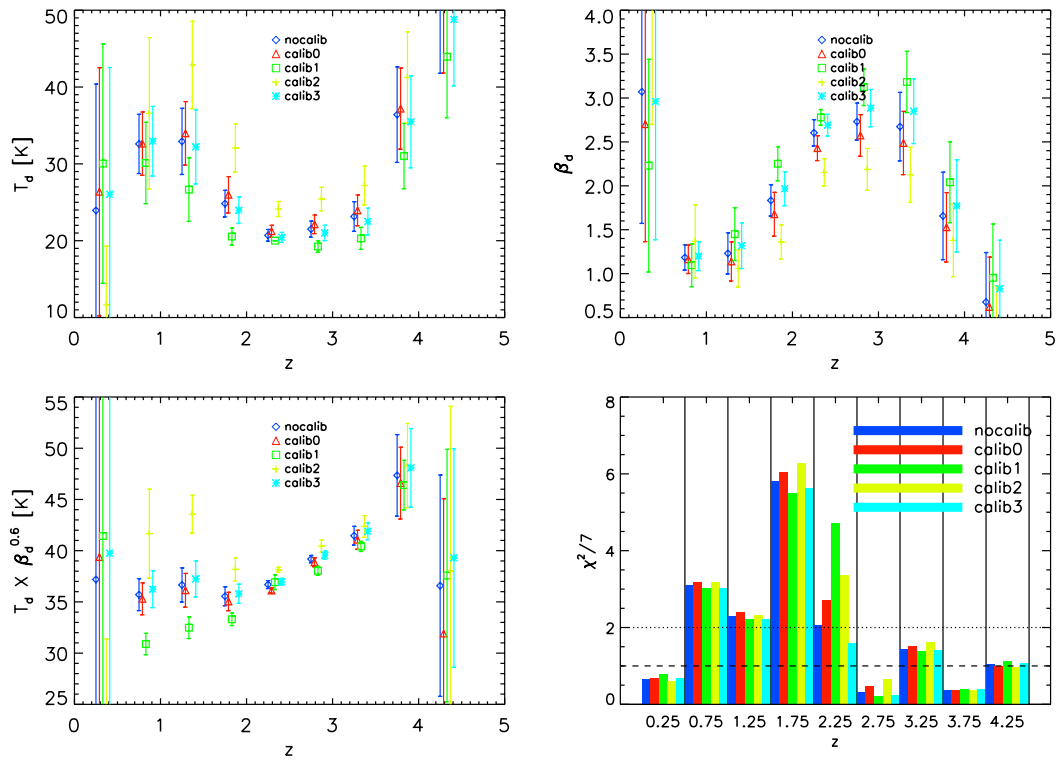 50
40
30
20
10
T_d [K]
nocalib
calib0
calib1
calib2
calib3
0 1 2 3 4 5
z
4.0
3.5
3.0
2.5
2.0
1.5
1.0
0.5
β_d
nocalib
calib0
calib1
calib2
calib3
0 1 2 3 4 5
z
55
50
45
40
35
30
25
T_d X β_d^0.6 [K]
nocalib
calib0
calib1
calib2
calib3
0 1 2 3 4 5
z
8
6
4
2
0
χ²/7
nocalib
calib0
calib1
calib2
calib3
0.25 0.75 1.25 1.75 2.25 2.75 3.25 3.75 4.25
z